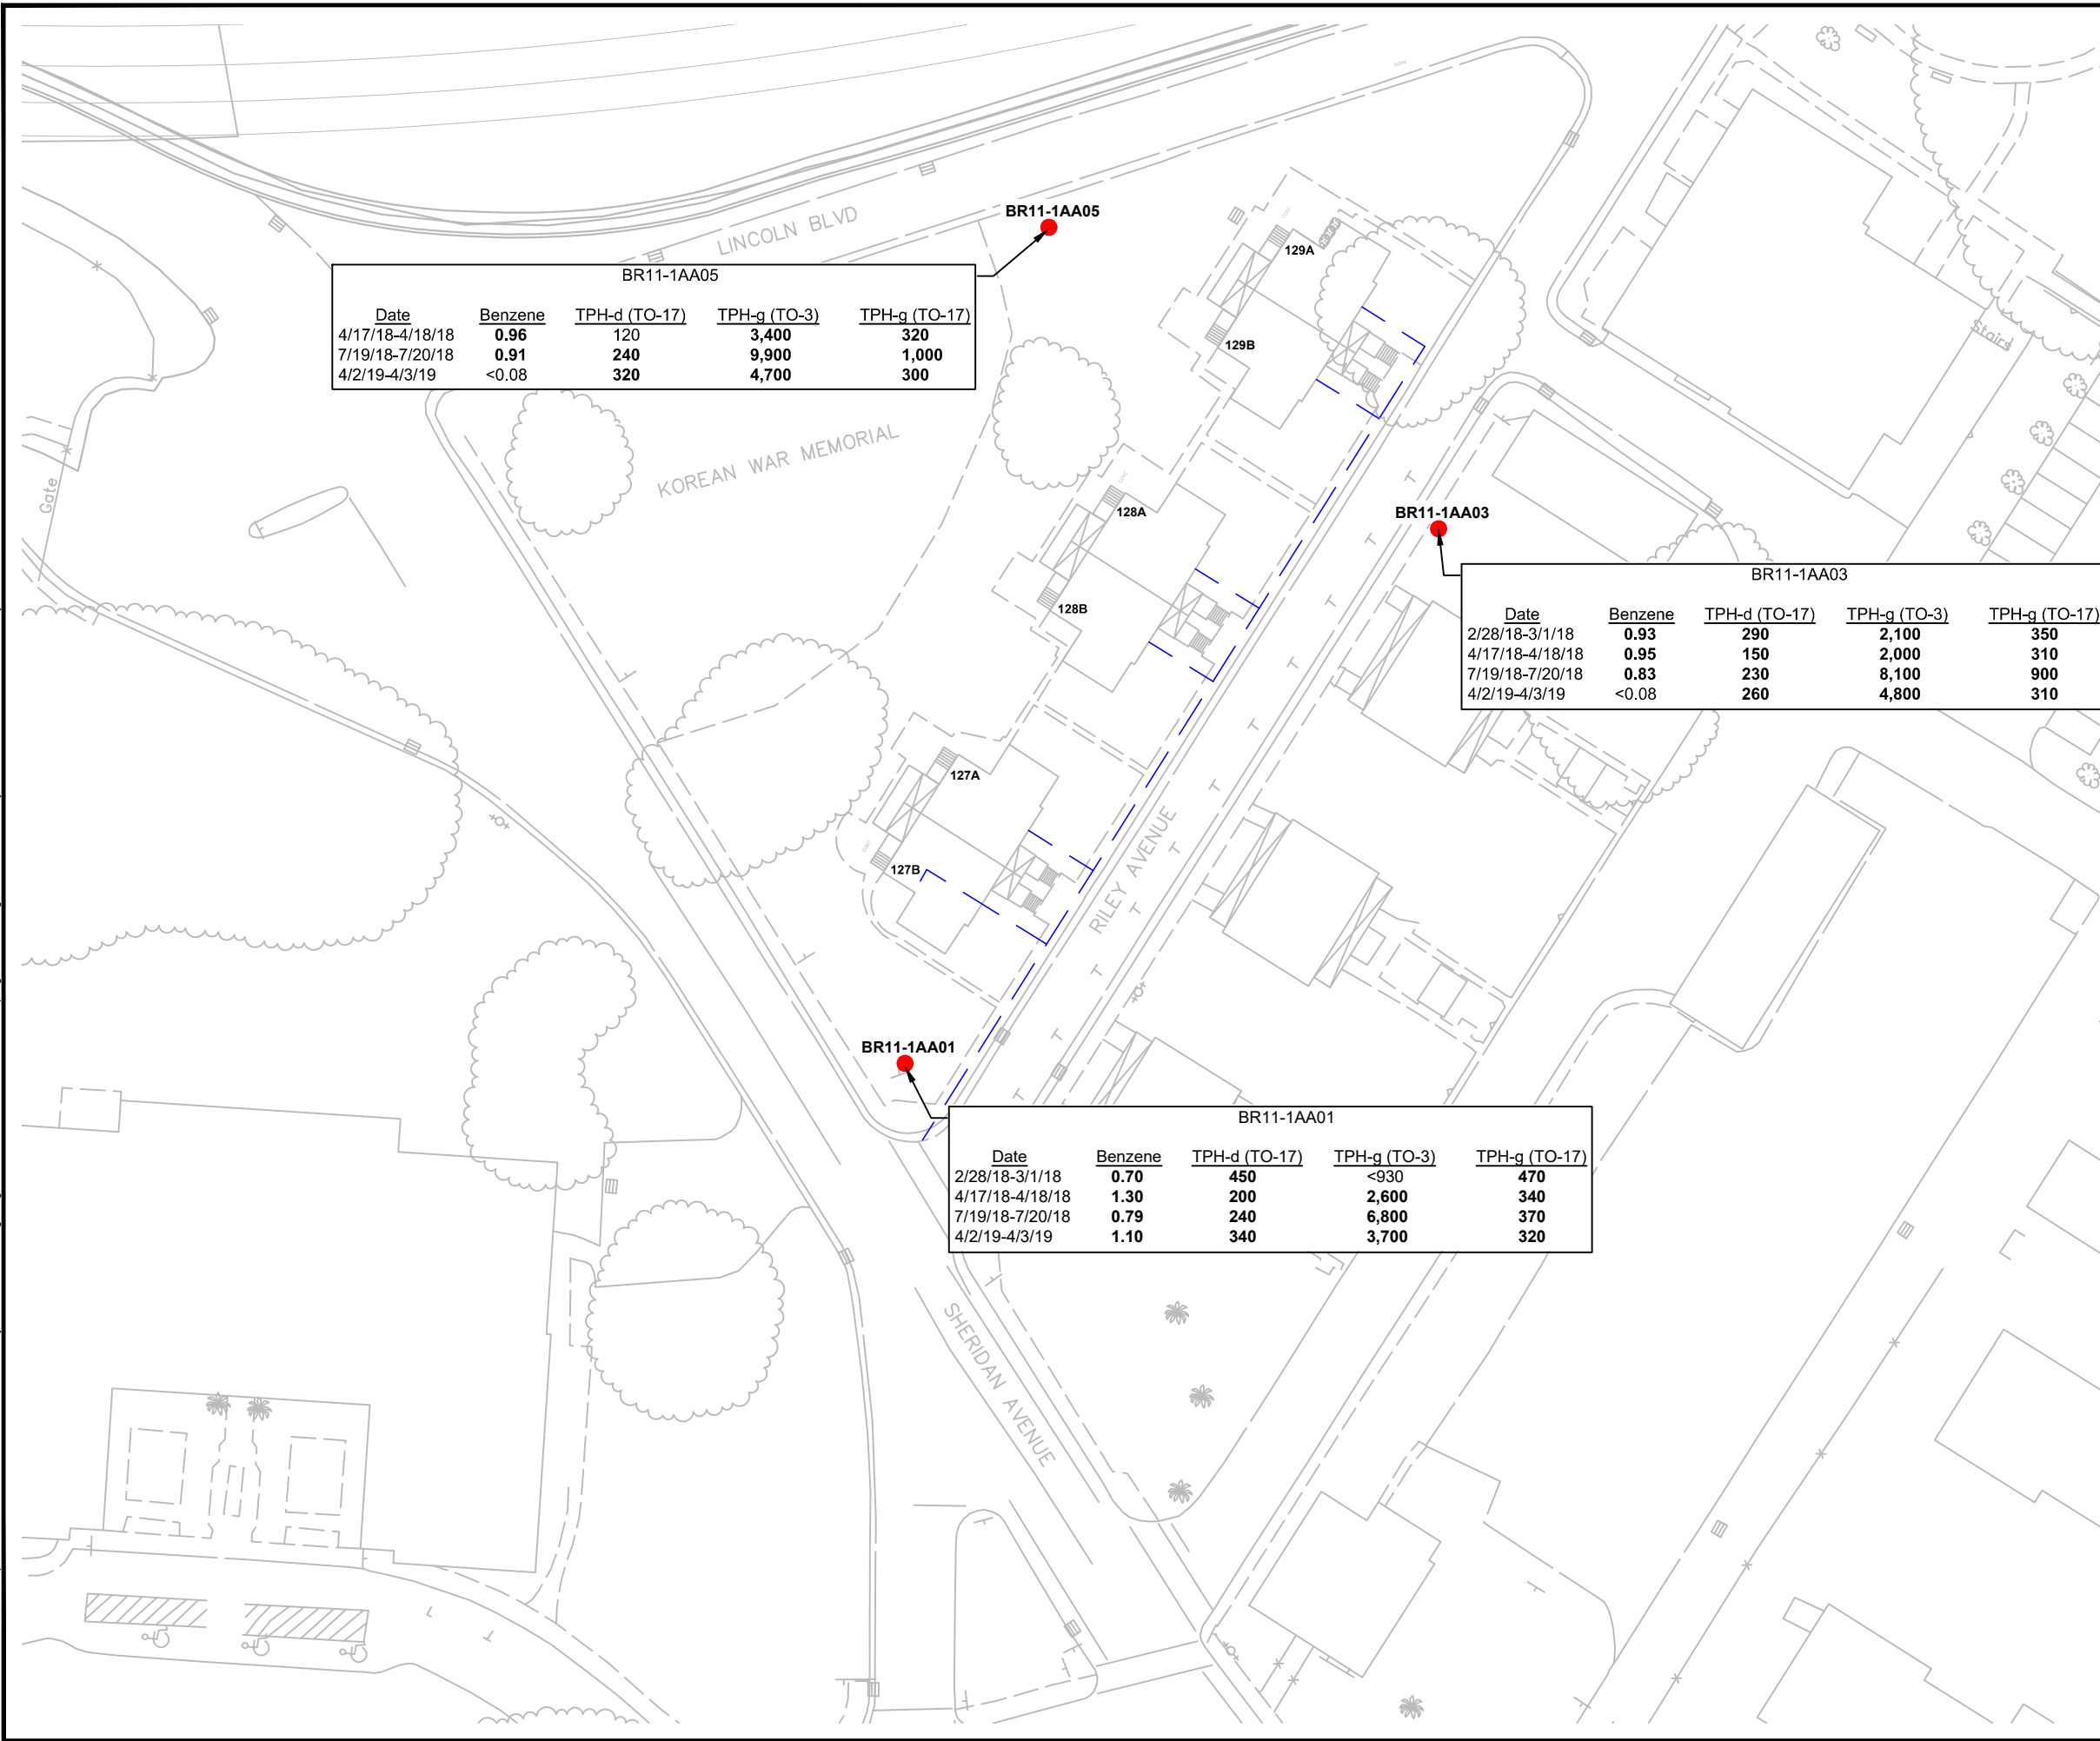 LINCOLN BLVD
BR11-1AA05
BR11-1AA05
Date Benzene TPH-d (TO-17) TPH-g (TO-3) TPH-g (TO-17)
4/17/18-4/18/18 0.96 120 3,400 320
7/19/18-7/20/18 0.91 240 9,900 1,000
4/2/19-4/3/19 <0.08 320 4,700 300
129A
129B
Stairs
KOREAN WAR MEMORIAL
Gate
128A
128B
BR11-1AA03
BR11-1AA03
Date Benzene TPH-d (TO-17) TPH-g (TO-3) TPH-g (TO-17)
2/28/18-3/1/18 0.93 290 2,100 350
4/17/18-4/18/18 0.95 150 2,000 310
7/19/18-7/20/18 0.83 230 8,100 900
4/2/19-4/3/19 <0.08 260 4,800 310
127A
127B
RILEY AVENUE
BR11-1AA01
BR11-1AA01
Date Benzene TPH-d (TO-17) TPH-g (TO-3) TPH-g (TO-17)
2/28/18-3/1/18 0.70 450 <930 470
4/17/18-4/18/18 1.30 200 2,600 340
7/19/18-7/20/18 0.79 240 6,800 370
4/2/19-4/3/19 1.10 340 3,700 320
SHERIDAN AVENUE